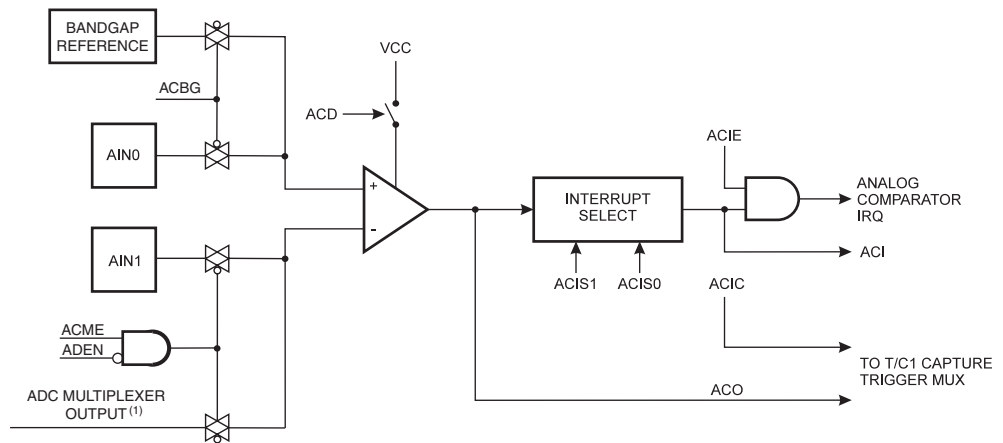 BANDGAP
REFERENCE
VCC
ACBG
ACD
AIN0
ACIE
+
INTERRUPT
SELECT
ANALOG
COMPARATOR
IRQ
-
AIN1
ACI
ACIS1 ACIS0
ACIC
ACME
ADEN
TO T/C1 CAPTURE
TRIGGER MUX
ADC MULTIPLEXER
OUTPUT(1)
ACO